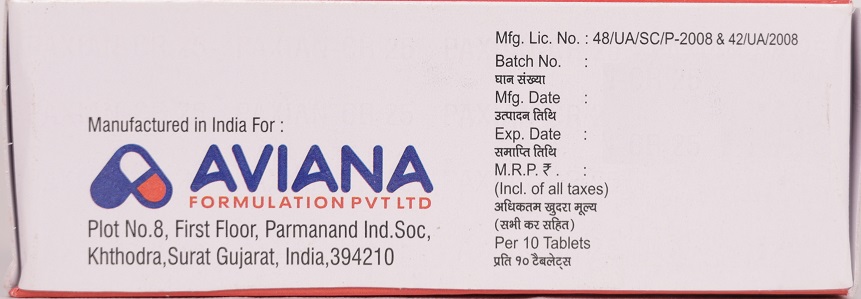 Manufactured in India For :
AVIANA
FORMULATION PVT LTD
Plot No.8, First Floor, Parmanand Ind.Soc,
Khthodra,Surat Gujarat, India,394210
Mfg. Lic. No. : 48/UA/SC/P-2008 & 42/UA/2008
Batch No. :
घान संख्या
Mfg. Date :
उत्पादन तिथि
Exp. Date :
समाप्ति तिथि
M.R.P. ₹ . :
(Incl. of all taxes)
अधिकतम खुदरा मूल्य
(सभी कर सहित)
Per 10 Tablets
प्रति १० टैबलेट्स